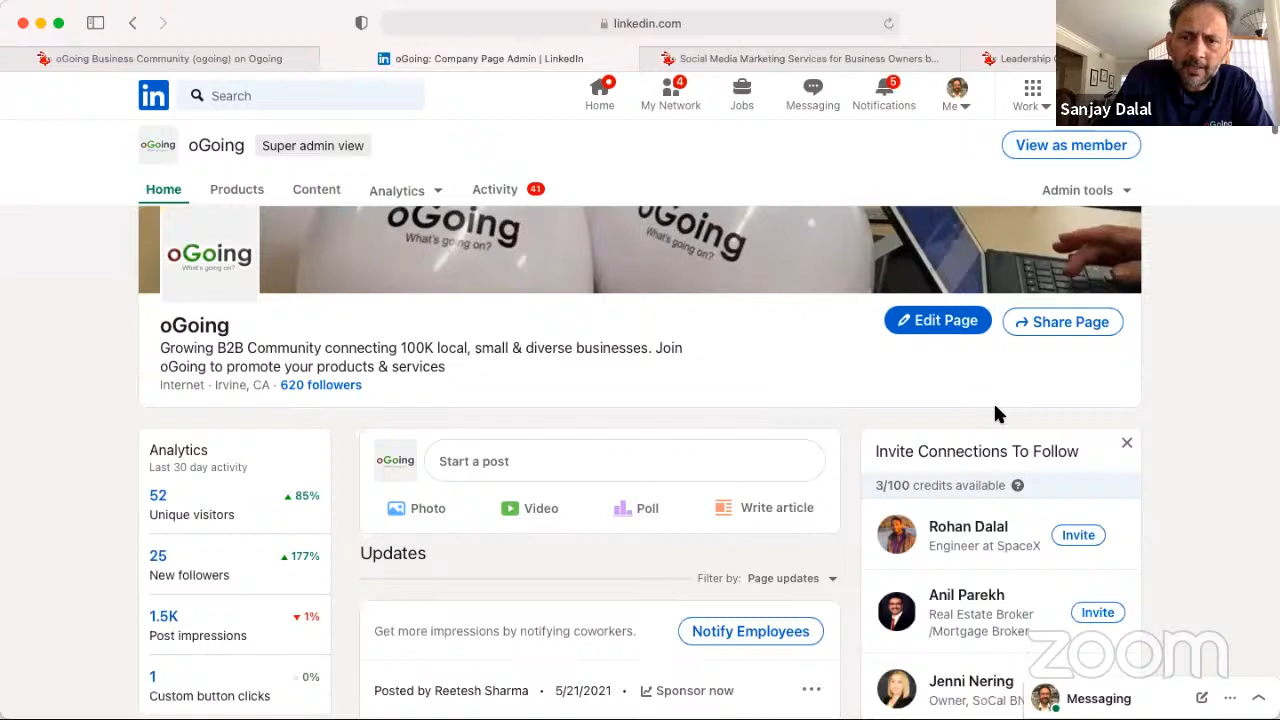 linkedin.com
oGoing Business Community (ogoing) on Ogoing
oGoing: Company Page Admin | LinkedIn
Social Media Marketing Services for Business Owners b...
Leadership
Sanjay Dalal
oGoing
in
Search
Home
4
My Network
Jobs
Messaging
5
Notifications
Me
Work
oGoing
oGoing
Super admin view
View as member
Home
Products
Content
Analytics
Activity
41
Admin tools
oGoing
What's going on?
oGoing
What's going on?
oGoing
What's going on?
oGoing
Edit Page
Share Page
Growing B2B Community connecting 100K local, small & diverse businesses. Join
oGoing to promote your products & services
Internet · Irvine, CA · 620 followers
Analytics
Last 30 day activity
52
85%
Unique visitors
25
177%
New followers
1.5K
1%
Post impressions
1
0%
Custom button clicks
oGoing
Start a post
Photo
Video
Poll
Write article
Updates
Filter by: Page updates
Get more impressions by notifying coworkers.
Notify Employees
Posted by Reetesh Sharma · 5/21/2021 · Sponsor now
Invite Connections To Follow
3/100 credits available
?
Rohan Dalal
Engineer at SpaceX
Invite
Anil Parekh
Real Estate Broker
/Mortgage Broker
Invite
Jenni Nering
Owner, SoCal BN
zoom
Messaging